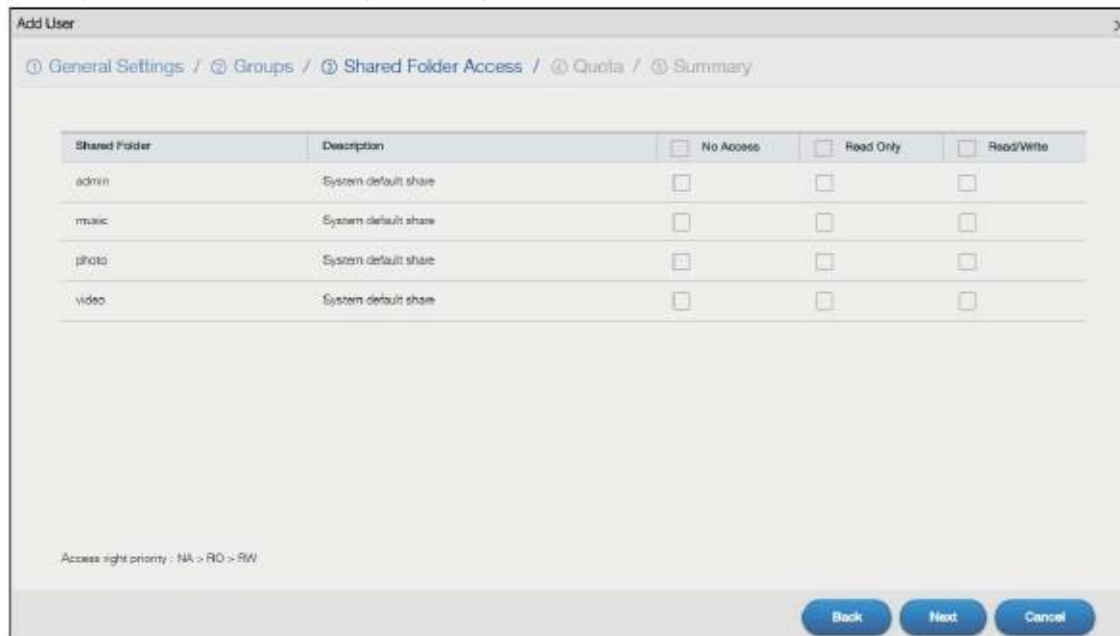 Add User
① General Settings / ② Groups / ③ Shared Folder Access / ④ Quota / ⑤ Summary
Shared Folder Description No Access Read Only Read/Write
admin System default share
music System default share
photo System default share
video System default share
Access right priority : NA > RO > RW
Back Next Cancel